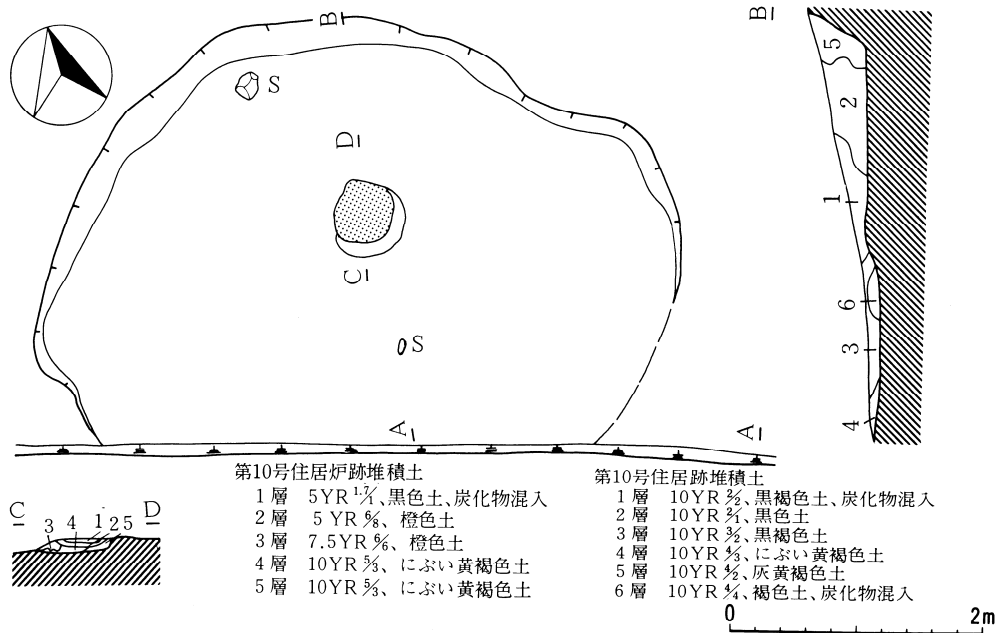 B
B
S
5
2
D
1
C
6
S
3
A
A
4
第10号住居炉跡堆積土
1層 5YR 1.7/1、黒色土、炭化物混入
2層 5YR 6/8、橙色土
3層 7.5YR 6/6、橙色土
4層 10YR 5/3、にぶい黄褐色土
5層 10YR 5/3、にぶい黄褐色土
第10号住居跡堆積土
1層 10YR 2/2、黒褐色土、炭化物混入
2層 10YR 2/1、黒色土
3層 10YR 3/2、黒褐色土
4層 10YR 4/3、にぶい黄褐色土
5層 10YR 4/2、灰黄褐色土
6層 10YR 4/4、褐色土、炭化物混入
C D
3 4 1 2 5
0 2m